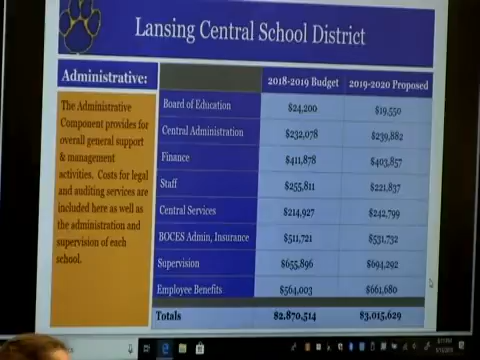 Lansing Central School District
Administrative:
2018-2019 Budget 2019-2020 Proposed
The Administrative
Component provides for
overall general support
& management
activities. Costs for legal
and auditing services are
included here as well as
the administration and
supervision of each
school.
Board of Education $24,200 $19,550
Central Administration $232,078 $239,882
Finance $411,878 $403,857
Staff $255,811 $221,837
Central Services $214,927 $242,799
BOCES Admin, Insurance $511,721 $531,732
Supervision $655,896 $694,292
Employee Benefits $564,003 $661,680
Totals $2,870,514 $3,015,629